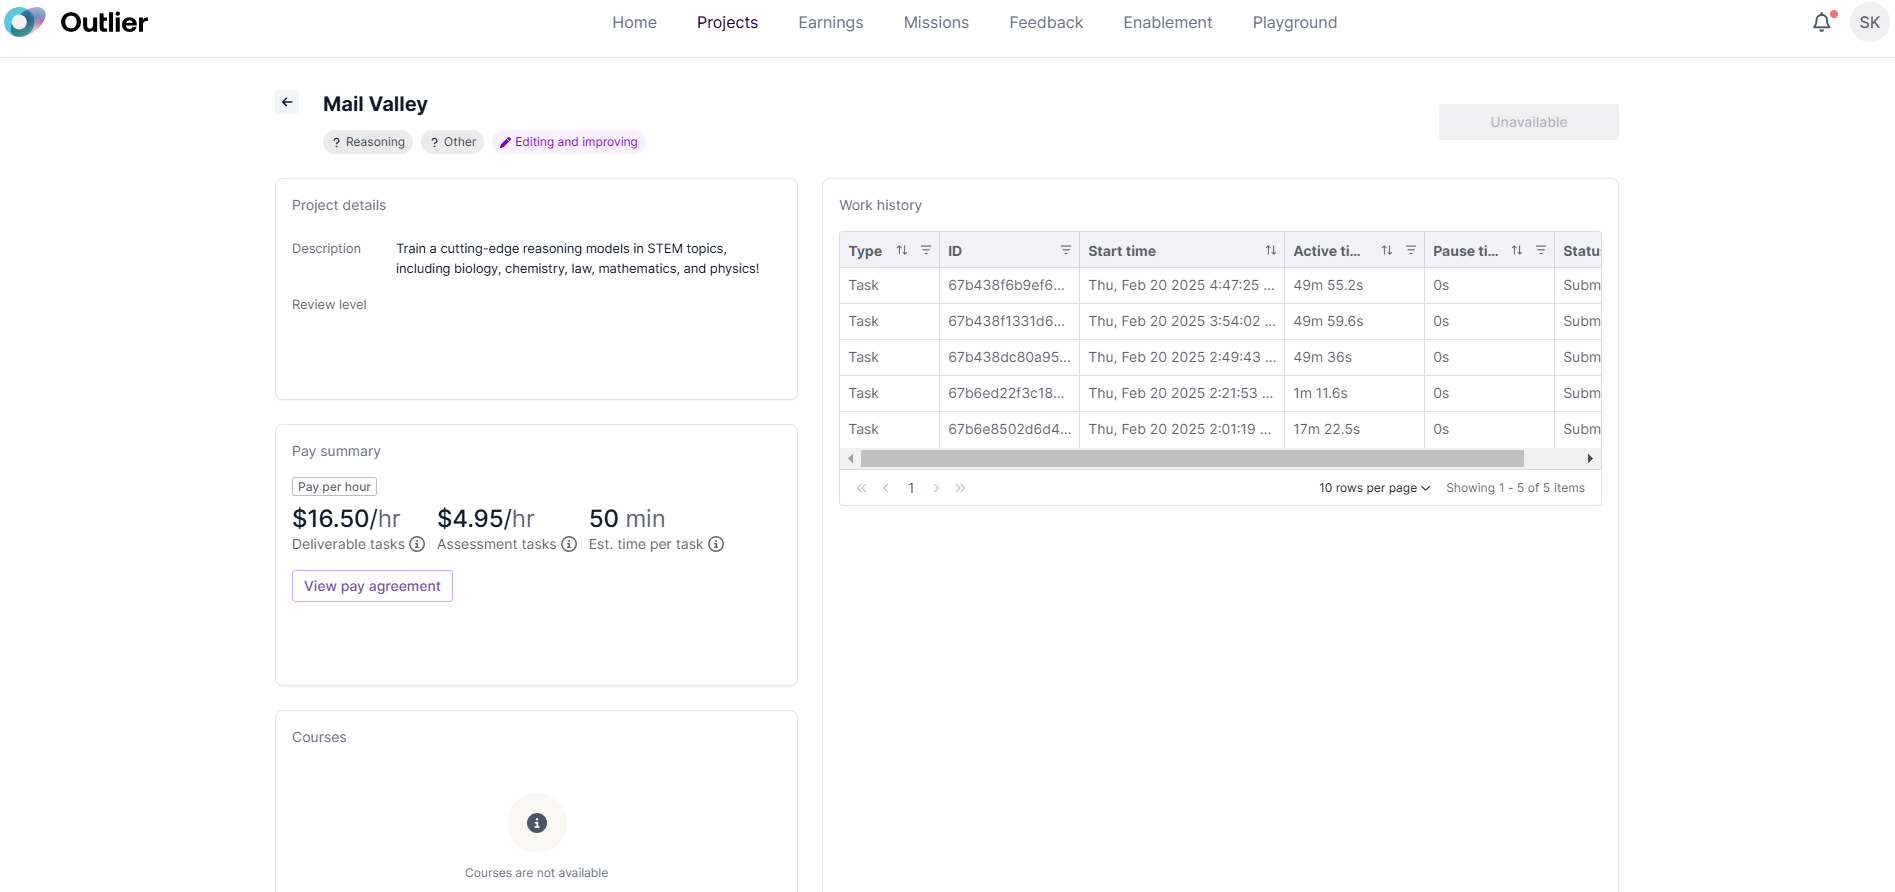 Outlier
Home Projects Earnings Missions Feedback Enablement Playground
SK
Mail Valley
? Reasoning ? Other Editing and improving
Unavailable
Project details
Description Train a cutting-edge reasoning models in STEM topics,
including biology, chemistry, law, mathematics, and physics!
Review level
Pay summary
Pay per hour
$16.50/hr $4.95/hr 50 min
Deliverable tasks Assessment tasks Est. time per task
View pay agreement
Courses
Courses are not available
Work history
Type ID Start time Active ti... Pause ti... Statu
Task 67b438f6b9ef6... Thu, Feb 20 2025 4:47:25 ... 49m 55.2s 0s Subm
Task 67b438f1331d6... Thu, Feb 20 2025 3:54:02 ... 49m 59.6s 0s Subm
Task 67b438dc80a95... Thu, Feb 20 2025 2:49:43 ... 49m 36s 0s Subm
Task 67b6ed22f3c18... Thu, Feb 20 2025 2:21:53 ... 1m 11.6s 0s Subm
Task 67b6e8502d6d4... Thu, Feb 20 2025 2:01:19 ... 17m 22.5s 0s Subm
1 10 rows per page Showing 1 - 5 of 5 items